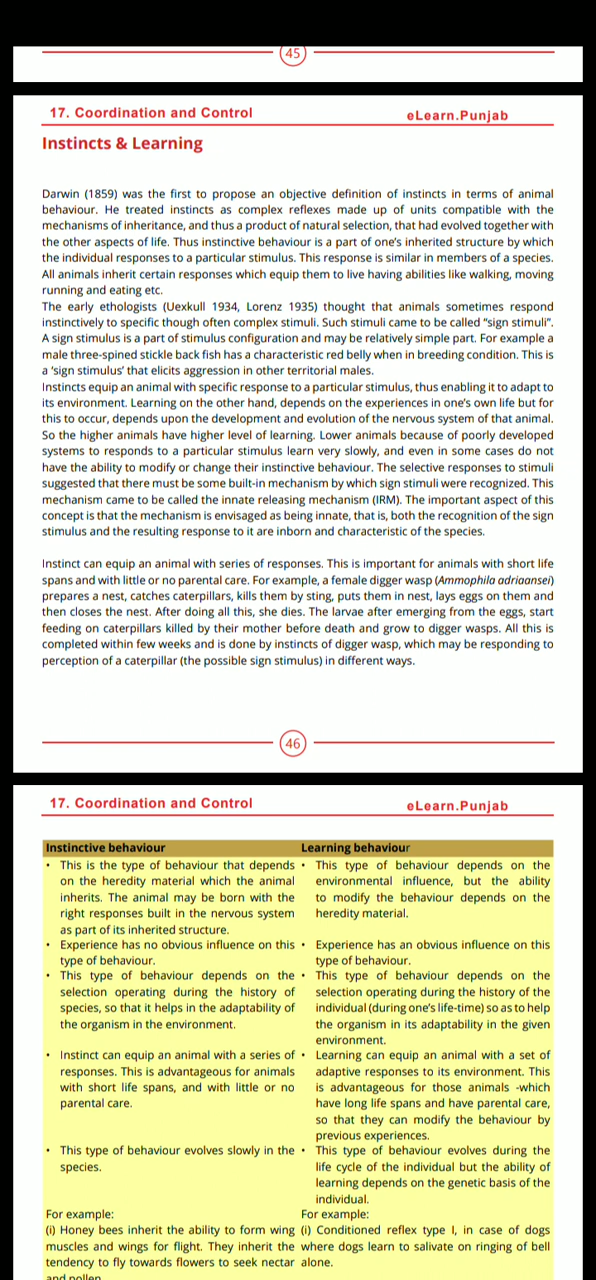 45
17. Coordination and Control
eLearn.Punjab
Instincts & Learning
Darwin (1859) was the first to propose an objective definition of instincts in terms of animal
behaviour. He treated instincts as complex reflexes made up of units compatible with the
mechanisms of inheritance, and thus a product of natural selection, that had evolved together with
the other aspects of life. Thus instinctive behaviour is a part of one's inherited structure by which
the individual responses to a particular stimulus. This response is similar in members of a species.
All animals inherit certain responses which equip them to live having abilities like walking, moving
running and eating etc.
The early ethologists (Uexkull 1934, Lorenz 1935) thought that animals sometimes respond
instinctively to specific though often complex stimuli. Such stimuli came to be called "sign stimuli".
A sign stimulus is a part of stimulus configuration and may be relatively simple part. For example a
male three-spined stickle back fish has a characteristic red belly when in breeding condition. This is
a 'sign stimulus' that elicits aggression in other territorial males.
Instincts equip an animal with specific response to a particular stimulus, thus enabling it to adapt to
its environment. Learning on the other hand, depends on the experiences in one's own life but for
this to occur, depends upon the development and evolution of the nervous system of that animal.
So the higher animals have higher level of learning. Lower animals because of poorly developed
systems to responds to a particular stimulus learn very slowly, and even in some cases do not
have the ability to modify or change their instinctive behaviour. The selective responses to stimuli
suggested that there must be some built-in mechanism by which sign stimuli were recognized. This
mechanism came to be called the innate releasing mechanism (IRM). The important aspect of this
concept is that the mechanism is envisaged as being innate, that is, both the recognition of the sign
stimulus and the resulting response to it are inborn and characteristic of the species.
Instinct can equip an animal with series of responses. This is important for animals with short life
spans and with little or no parental care. For example, a female digger wasp (Ammophila adriaansei)
prepares a nest, catches caterpillars, kills them by sting, puts them in nest, lays eggs on them and
then closes the nest. After doing all this, she dies. The larvae after emerging from the eggs, start
feeding on caterpillars killed by their mother before death and grow to digger wasps. All this is
completed within few weeks and is done by instincts of digger wasp, which may be responding to
perception of a caterpillar (the possible sign stimulus) in different ways.
46
17. Coordination and Control
eLearn.Punjab
Instinctive behaviour
• This is the type of behaviour that depends
on the heredity material which the animal
inherits. The animal may be born with the
right responses built in the nervous system
as part of its inherited structure.
• Experience has no obvious influence on this
type of behaviour.
• This type of behaviour depends on the
selection operating during the history of
species, so that it helps in the adaptability of
the organism in the environment.
• Instinct can equip an animal with a series of
responses. This is advantageous for animals
with short life spans, and with little or no
parental care.
• This type of behaviour evolves slowly in the
species.
For example:
(i) Honey bees inherit the ability to form wing
muscles and wings for flight. They inherit the
tendency to fly towards flowers to seek nectar
and pollen
Learning behaviour
• This type of behaviour depends on the
environmental influence, but the ability
to modify the behaviour depends on the
heredity material.
• Experience has an obvious influence on this
type of behaviour.
• This type of behaviour depends on the
selection operating during the history of the
individual (during one's life-time) so as to help
the organism in its adaptability in the given
environment.
• Learning can equip an animal with a set of
adaptive responses to its environment. This
is advantageous for those animals -which
have long life spans and have parental care,
so that they can modify the behaviour by
previous experiences.
• This type of behaviour evolves during the
life cycle of the individual but the ability of
learning depends on the genetic basis of the
individual.
For example:
(i) Conditioned reflex type I, in case of dogs
where dogs learn to salivate on ringing of bell
alone.